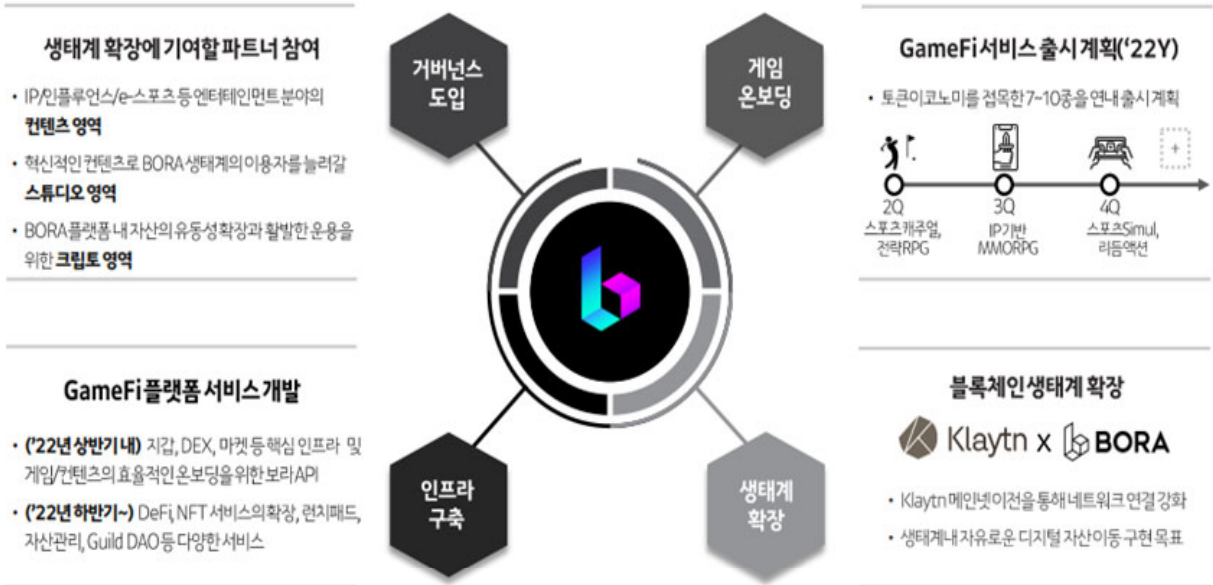 생태계 확장에 기여할 파트너 참여
• IP/인플루언스/e-스포츠 등 엔터테인먼트 분야의
컨텐츠 영역
• 혁신적인 컨텐츠로 BORA 생태계의 이용자를 늘려갈
스튜디오 영역
• BORA 플랫폼 내 자산의 유동성 확장과 활발한 운용을
위한 크립토 영역
거버넌스
도입
게임
온보딩
GameFi 서비스 출시 계획(‘22Y)
• 토큰이코노미를 접목한 7~10종을 연내 출시 계획
+
2Q
스포츠캐주얼,
전략RPG
3Q
IP기반
MMORPG
4Q
스포츠Simul,
리듬액션
GameFi 플랫폼 서비스 개발
• (’22년 상반기 내) 지갑, DEX, 마켓 등 핵심 인프라 및
게임/컨텐츠의 효율적인 온보딩을 위한 보라 API
• (’22년 하반기~) DeFi, NFT 서비스의 확장, 런치패드,
자산관리, Guild DAO 등 다양한 서비스
인프라
구축
생태계
확장
블록체인 생태계 확장
Klaytn x BORA
• Klaytn 메인넷 이전을 통해 네트워크 연결 강화
• 생태계 내 자유로운 디지털 자산 이동 구현 목표